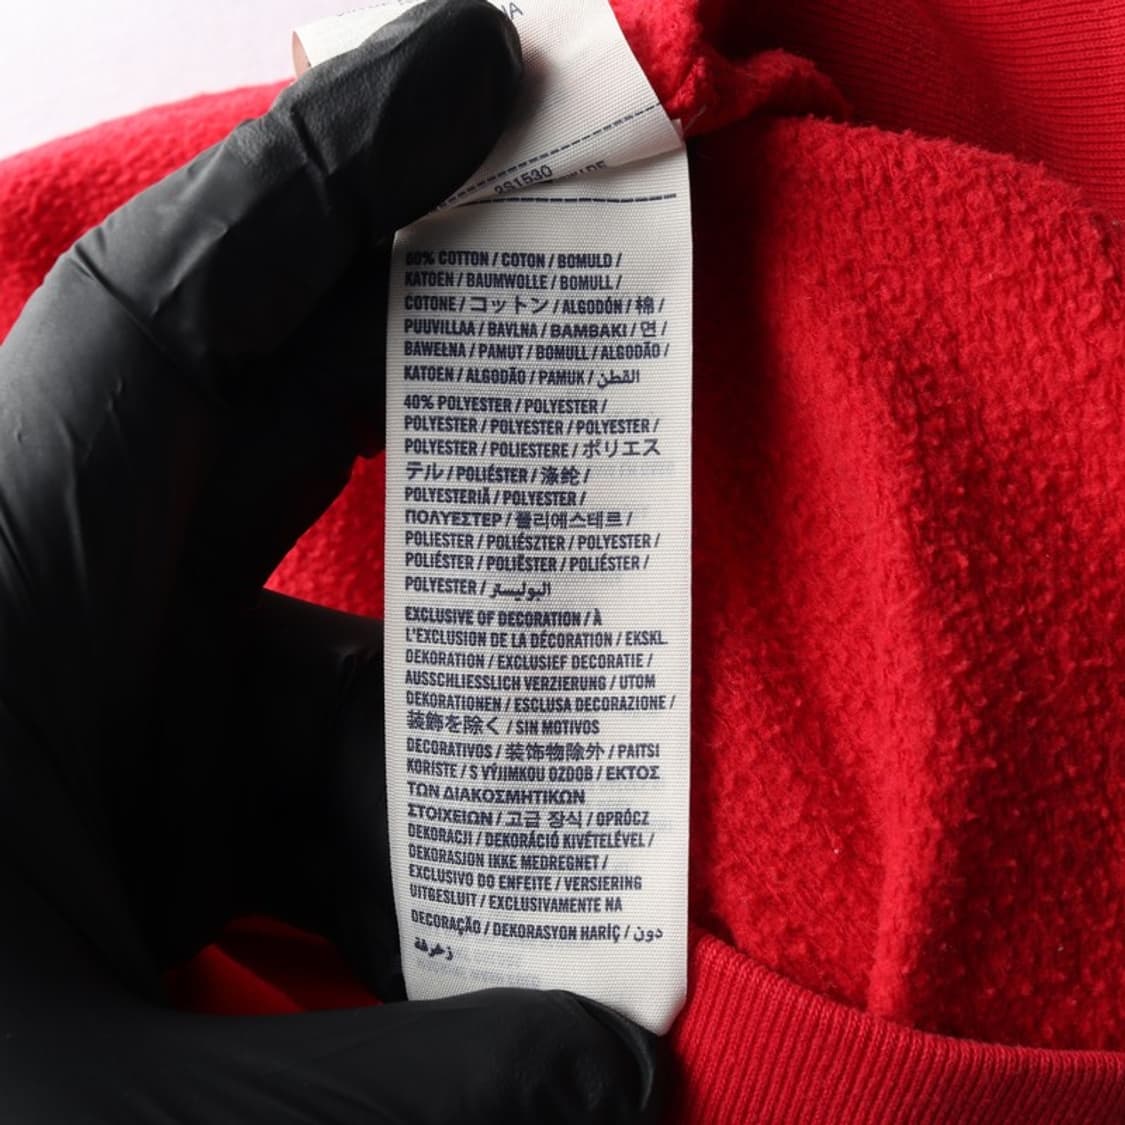 2S1530
60% COTTON / COTON / BOMULD /
KATOEN / BAUMWOLLE / BOMULL /
COTONE / コットン / ALGODÓN / 棉 /
PUUVILLAA / BAVLNA / BAMBAKI / 면 /
BAWEŁNA / PAMUT / BOMULL / ALGODÃO /
KATOEN / ALGODÃO / PAMUK / القطن
40% POLYESTER / POLYESTER /
POLYESTER / POLYESTER / POLYESTER /
POLYESTER / POLIESTERE / ポリエス
テル / POLIÉSTER / 涤纶 /
POLYESTERIÄ / POLYESTER /
ΠΟΛΥΕΣΤΕΡ / 폴리에스테르 /
POLIESTER / POLIÉSZTER / POLYESTER /
POLIÉSTER / POLIËSTER / POLIÉSTER /
POLYESTER / البوليستر
EXCLUSIVE OF DECORATION / À
L'EXCLUSION DE LA DÉCORATION / EKSKL
DEKORATION / EXCLUSIEF DECORATIE /
AUSSCHLIESSLICH VERZIERUNG / UTOM
DEKORATIONEN / ESCLUSA DECORAZIONE /
装飾を除く / SIN MOTIVOS
DECORATIVOS / 装饰物除外 / PAITSI
KORISTE / S VÝJIMKOU OZDOB / ΕΚΤΟΣ
ΤΩΝ ΔΙΑΚΟΣΜΗΤΙΚΩΝ
ΣΤΟΙΧΕΙΩΝ / 고급 장식 / OPRÓCZ
DEKORACJI / DEKORÁCIÓ KIVÉTELÉVEL /
DEKORASJON IKKE MEDREGNET /
EXCLUSIVO DO ENFEITE / VERSIERING
UITGESLUIT / EXCLUSIVAMENTE NA
DECORAÇÃO / DEKORASYON HARİÇ / دون
زخرفة